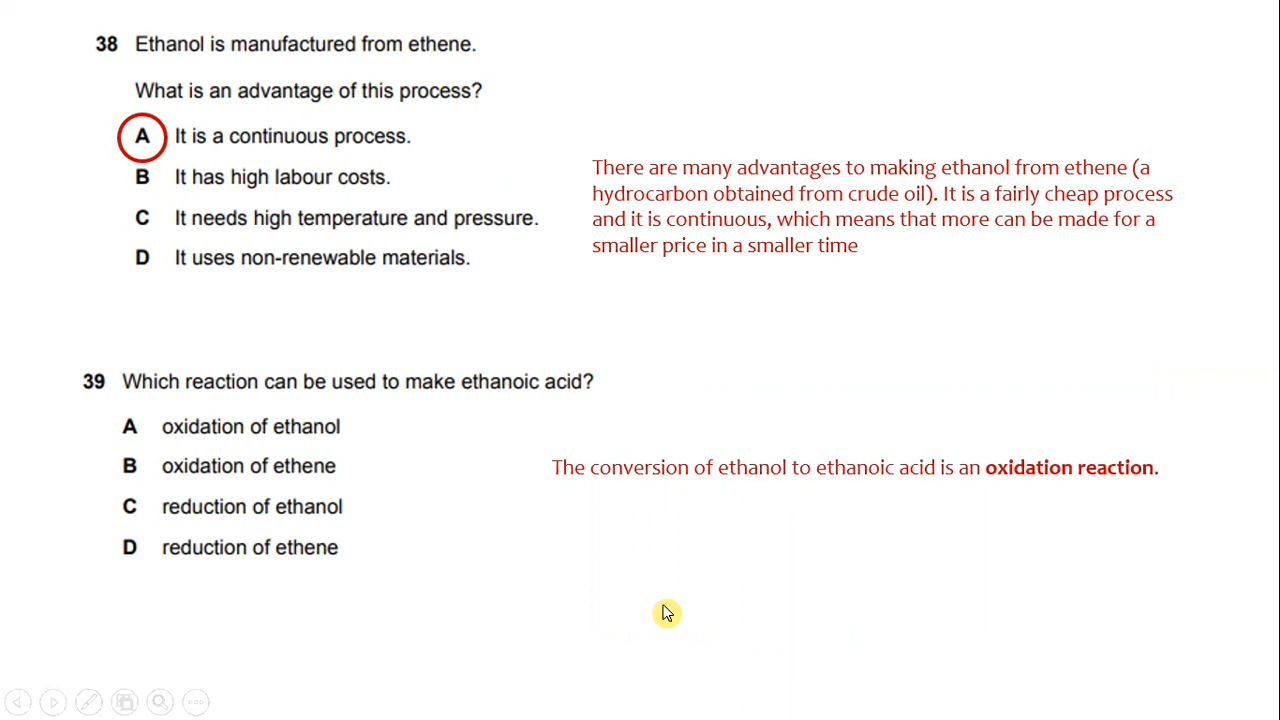 38 Ethanol is manufactured from ethene.
What is an advantage of this process?
A It is a continuous process.
B It has high labour costs.
C It needs high temperature and pressure.
D It uses non-renewable materials.
There are many advantages to making ethanol from ethene (a
hydrocarbon obtained from crude oil). It is a fairly cheap process
and it is continuous, which means that more can be made for a
smaller price in a smaller time
39 Which reaction can be used to make ethanoic acid?
A oxidation of ethanol
B oxidation of ethene
C reduction of ethanol
D reduction of ethene
The conversion of ethanol to ethanoic acid is an oxidation reaction.